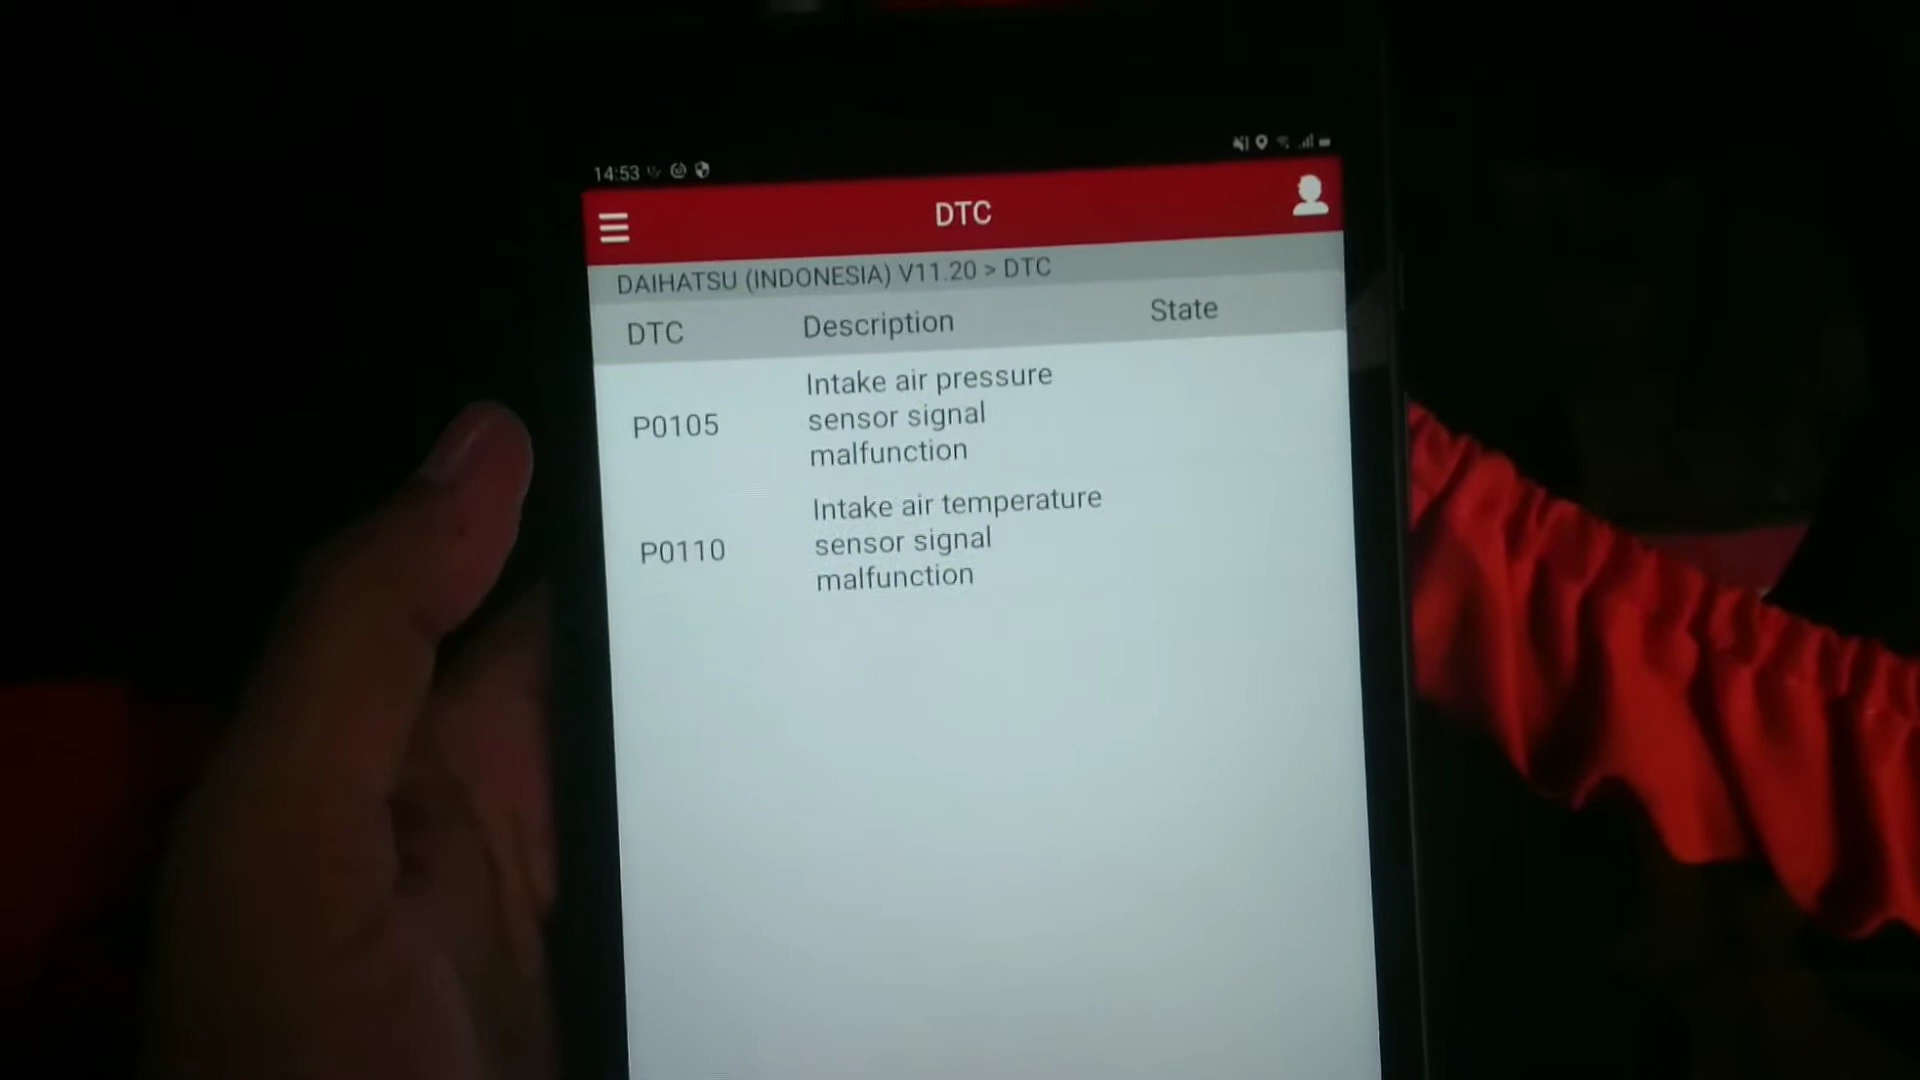 14:53
DTC
DAIHATSU (INDONESIA) V11.20 > DTC
DTC Description State
P0105 Intake air pressure
sensor signal
malfunction
P0110 Intake air temperature
sensor signal
malfunction